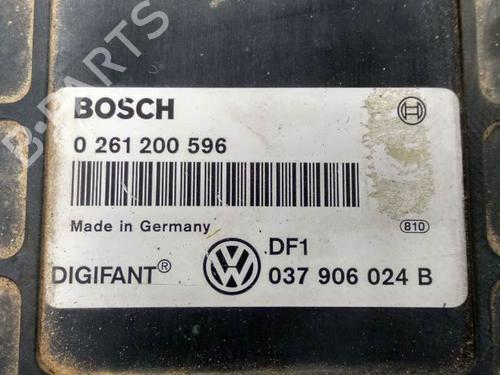 B-PARTS
BOSCH
0 261 200 596
Made in Germany
810
DIGIFANT® .DF1
037 906 024 B